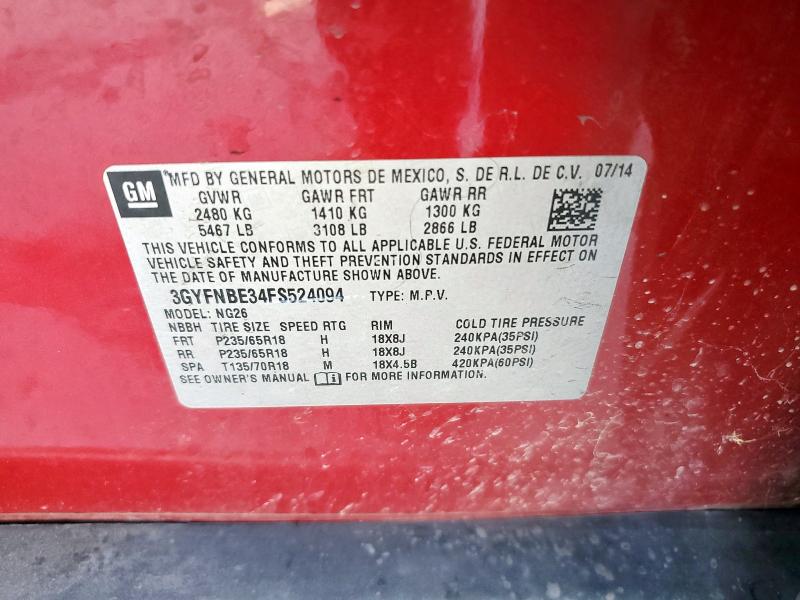 GM *MFD BY GENERAL MOTORS DE MEXICO, S. DE R.L. DE C.V. 07/14
GVWR GAWR FRT GAWR RR
2480 KG 1410 KG 1300 KG
5467 LB 3108 LB 2866 LB
THIS VEHICLE CONFORMS TO ALL APPLICABLE U.S. FEDERAL MOTOR
VEHICLE SAFETY AND THEFT PREVENTION STANDARDS IN EFFECT ON
THE DATE OF MANUFACTURE SHOWN ABOVE.
3GYFNBE34FS524094 TYPE: M.P.V.
MODEL: NG26
NBBH TIRE SIZE SPEED RTG RIM COLD TIRE PRESSURE
FRT P235/65R18 H 18X8J 240KPA(35PSI)
RR P235/65R18 H 18X8J 240KPA(35PSI)
SPA T135/70R18 M 18X4.5B 420KPA(60PSI)
SEE OWNER'S MANUAL FOR MORE INFORMATION.